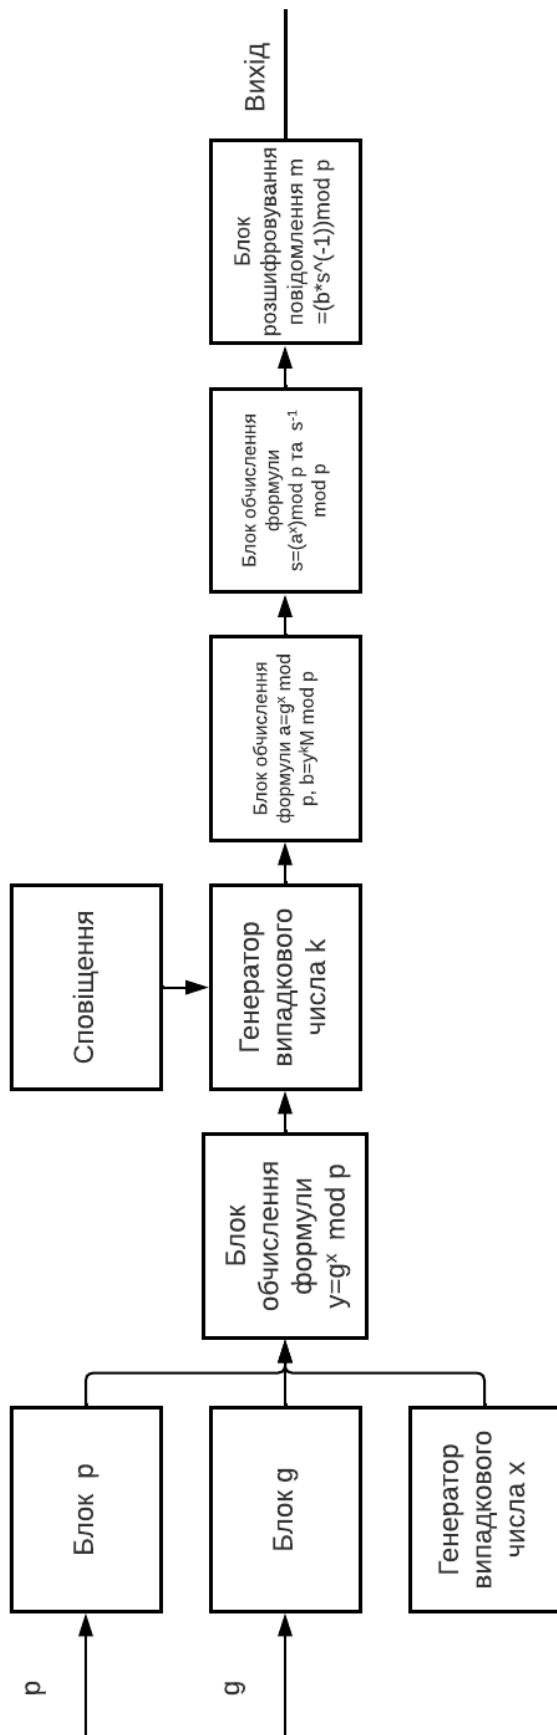 p
g
Блок p
Блок g
Генератор
випадкового
числа x
Блок
обчислення
формули
y=gˣ mod p
Сповіщення
Генератор
випадкового
числа k
Блок обчислення
формули a=gˣ mod
p, b=yᵏM mod p
Блок обчислення
формули
s=(aˣ)mod p та s⁻¹
mod p
Блок
розшифровування
повідомлення m
=(b*s^(-1))mod p
Вихід